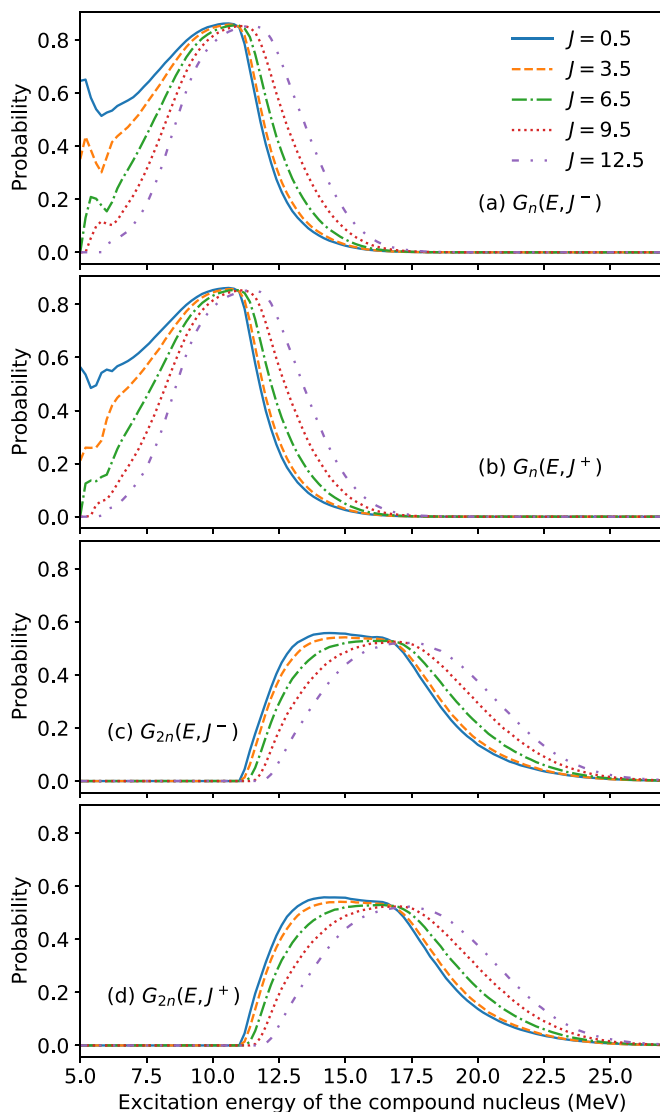 Probability
0.8
0.6
0.4
0.2
0.0
J = 0.5
J = 3.5
J = 6.5
J = 9.5
J = 12.5
(a) Gₙ(E, J⁻)
Probability
0.8
0.6
0.4
0.2
0.0
(b) Gₙ(E, J⁺)
Probability
0.8
0.6
0.4
0.2
0.0
(c) G₂ₙ(E, J⁻)
Probability
0.8
0.6
0.4
0.2
0.0
(d) G₂ₙ(E, J⁺)
5.0 7.5 10.0 12.5 15.0 17.5 20.0 22.5 25.0
Excitation energy of the compound nucleus (MeV)